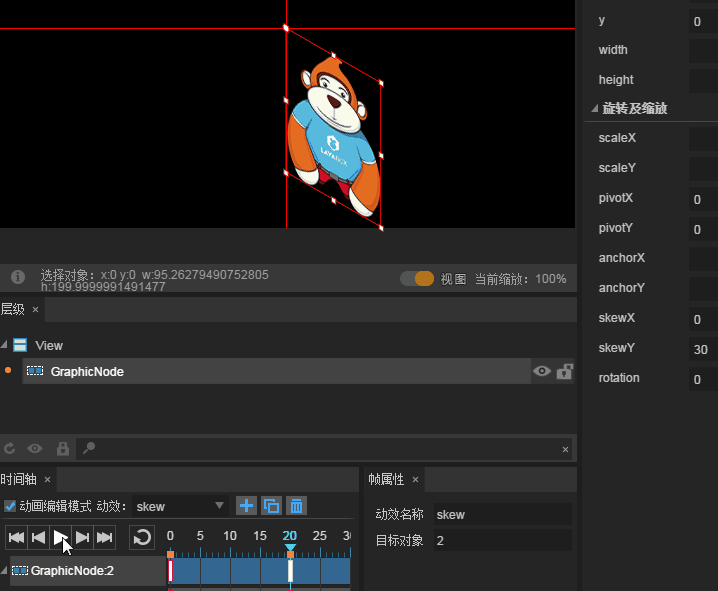 y 0
width
height
旋转及缩放
scaleX
scaleY
pivotX 0
pivotY 0
anchorX
anchorY
skewX 0
skewY 30
rotation 0
LAYABOX
选择对象: x:0 y:0 w:95.26279490752805
h:199.9999991491477
视图 当前缩放: 100%
层级 ×
View
GraphicNode
×
时间轴 ×
动画编辑模式 动效: skew
0 5 10 15 20 25
GraphicNode:2
帧属性 ×
动效名称 skew
目标对象 2